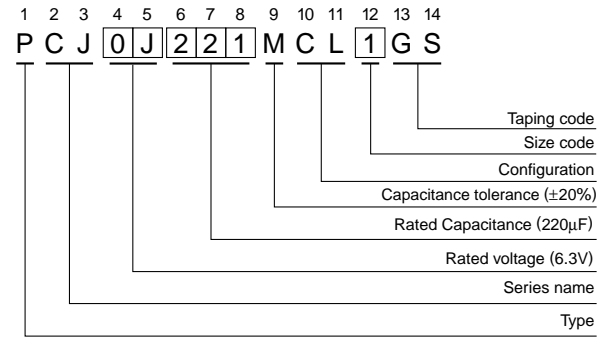 1 2 3 4 5 6 7 8 9 10 11 12 13 14
P C J 0 J 2 2 1 M C L 1 G S
Taping code
Size code
Configuration
Capacitance tolerance (±20%)
Rated Capacitance (220μF)
Rated voltage (6.3V)
Series name
Type